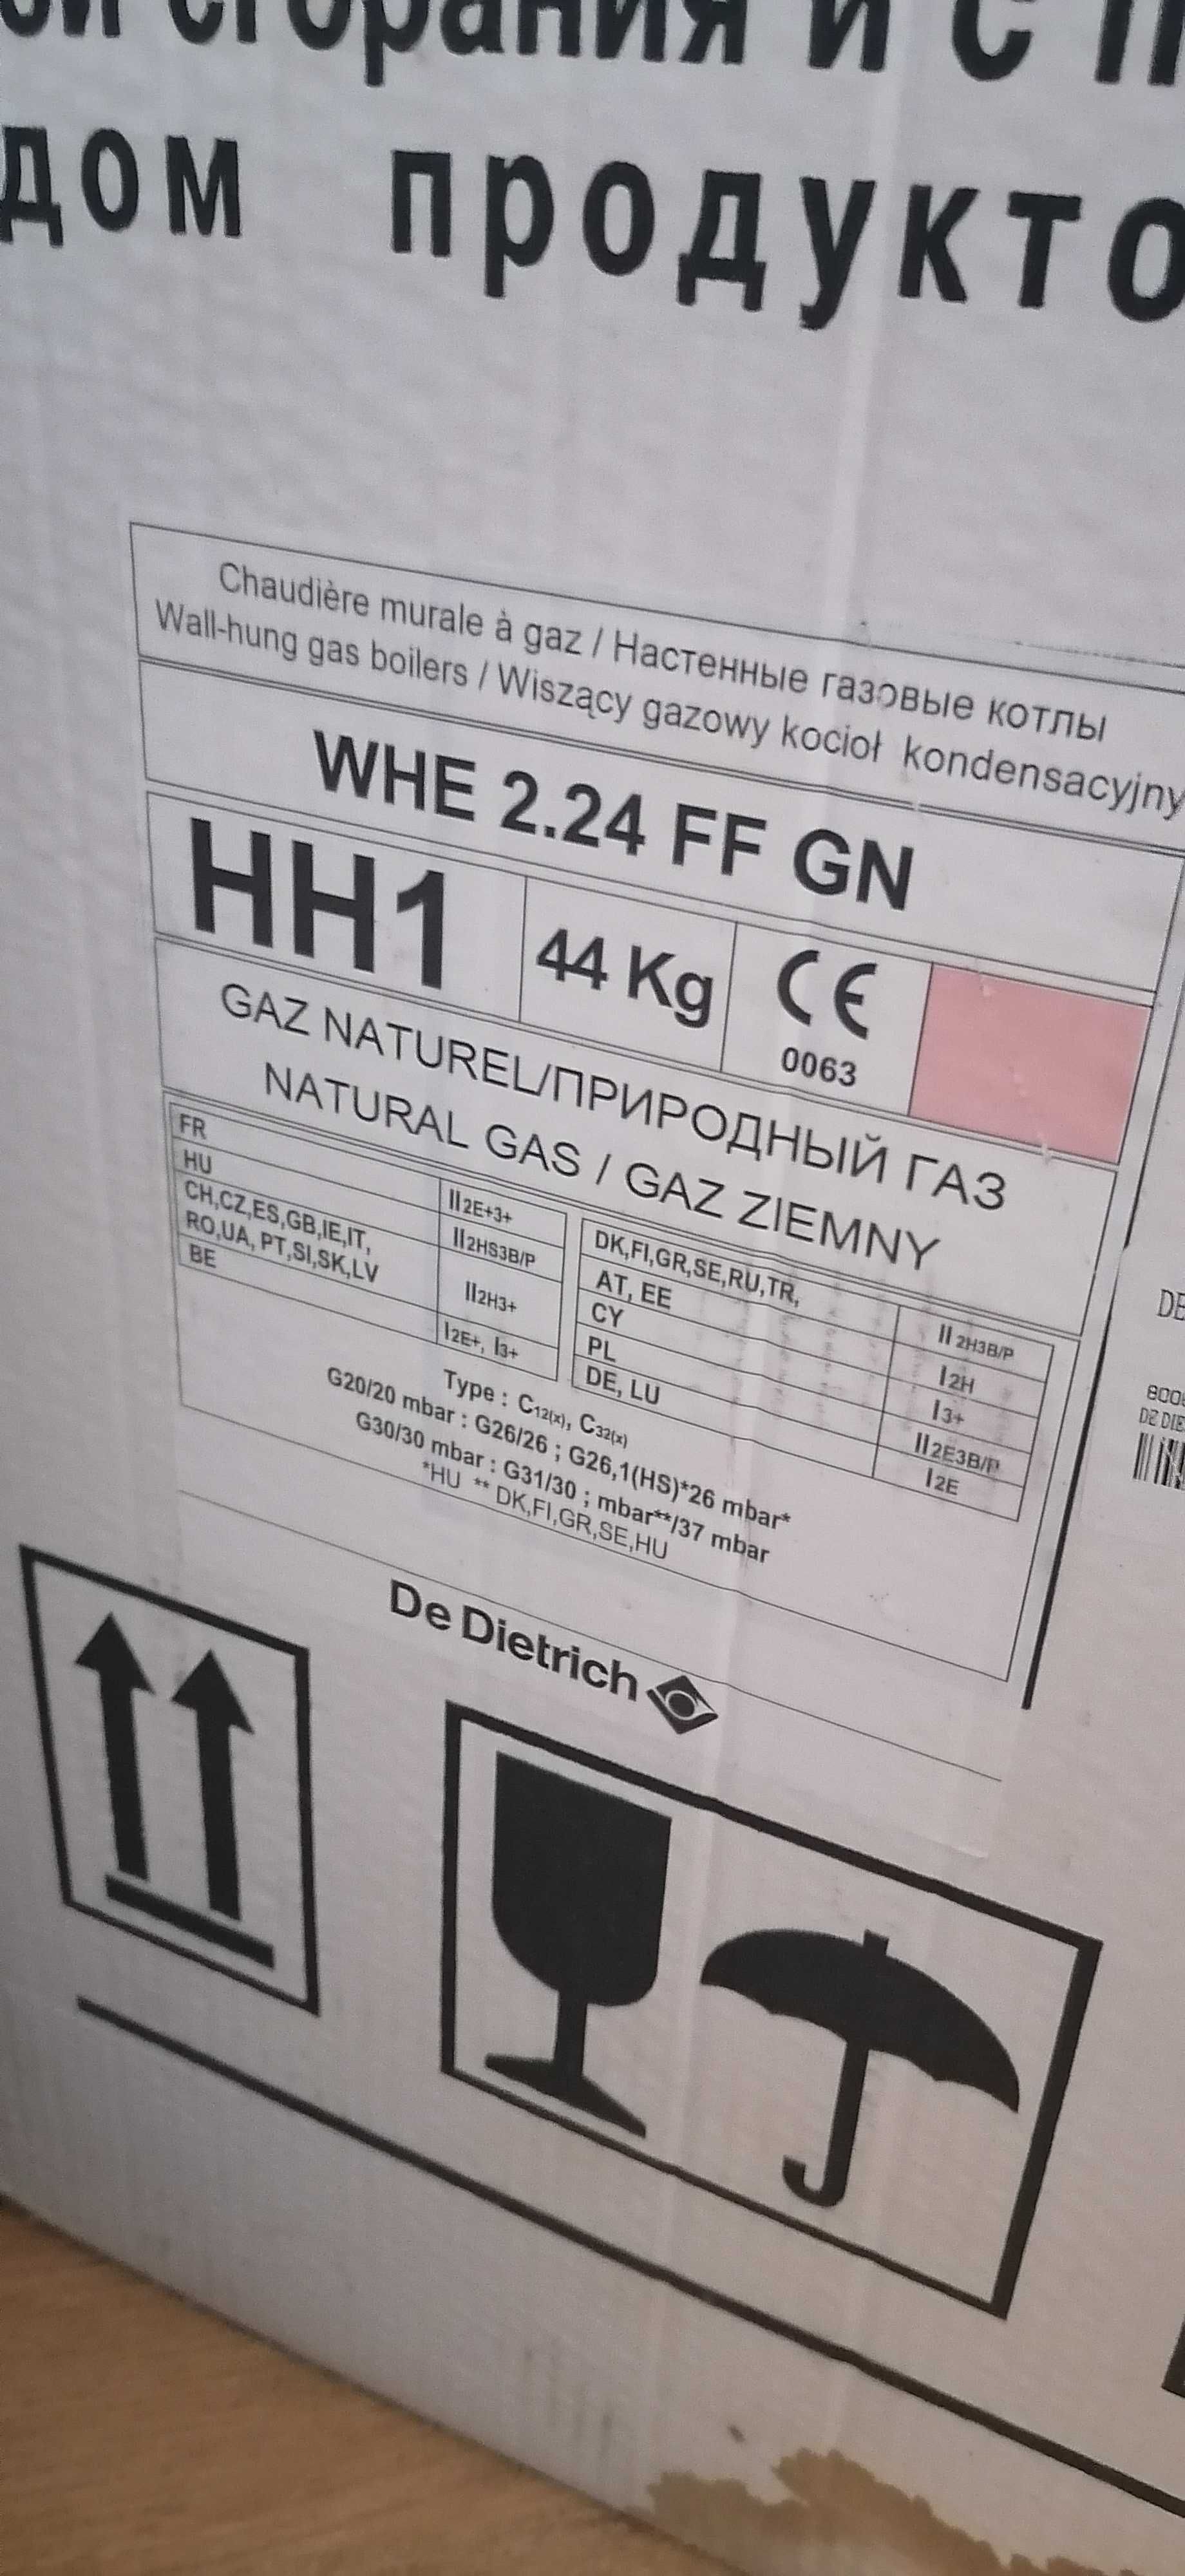 сгорания и с
дом продукто
Chaudière murale à gaz / Настенные газовые котлы
Wall-hung gas boilers / Wiszący gazowy kocioł kondensacyjny
WHE 2.24 FF GN
HH1
44 Kg
CE
0063
GAZ NATUREL/ПРИРОДНЫЙ ГАЗ
NATURAL GAS / GAZ ZIEMNY
FR II2E+3+
HU II2HS3B/P
CH,CZ,ES,GB,IE,IT,
RO,UA, PT,SI,SK,LV II2H3+
BE I2E+, I3+
DK,FI,GR,SE,RU,TR, II2H3B/P
AT, EE I2H
CY I3+
PL II2E3B/P
DE, LU I2E
Type : C12(x), C32(x)
G20/20 mbar : G26/26 ; G26,1(HS)*26 mbar*
G30/30 mbar : G31/30 ; mbar**/37 mbar
*HU ** DK,FI,GR,SE,HU
De Dietrich
DE
DIE